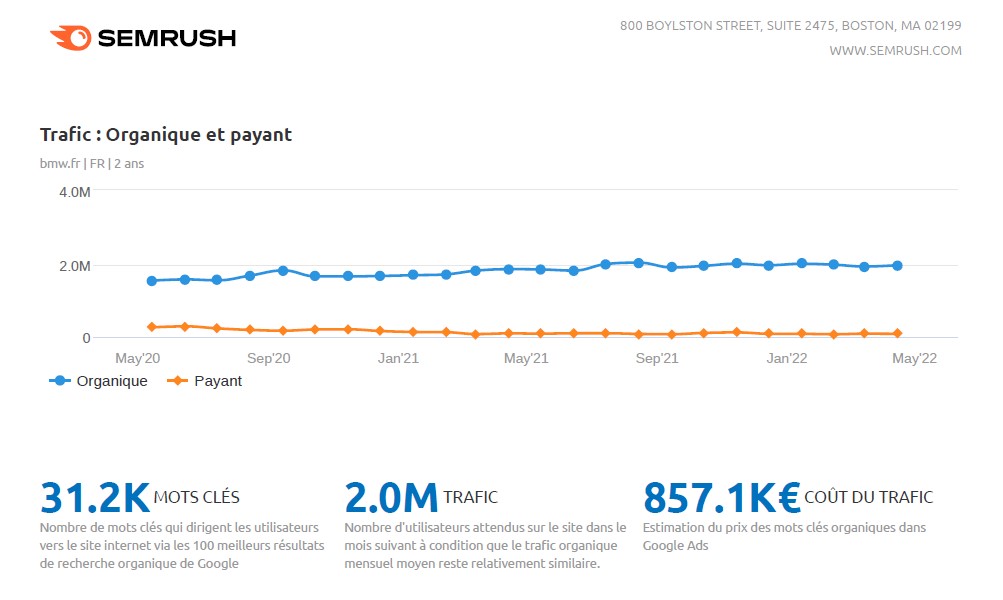 SEMRUSH
800 BOYLSTON STREET, SUITE 2475, BOSTON, MA 02199
WWW.SEMRUSH.COM
Trafic : Organique et payant
bmw.fr | FR | 2 ans
4.0M
2.0M
0
May'20 Sep'20 Jan'21 May'21 Sep'21 Jan'22 May'22
Organique Payant
31.2K MOTS CLÉS
Nombre de mots clés qui dirigent les utilisateurs
vers le site internet via les 100 meilleurs résultats
de recherche organique de Google
2.0M TRAFIC
Nombre d'utilisateurs attendus sur le site dans le
mois suivant à condition que le trafic organique
mensuel moyen reste relativement similaire.
857.1K€ COÛT DU TRAFIC
Estimation du prix des mots clés organiques dans
Google Ads